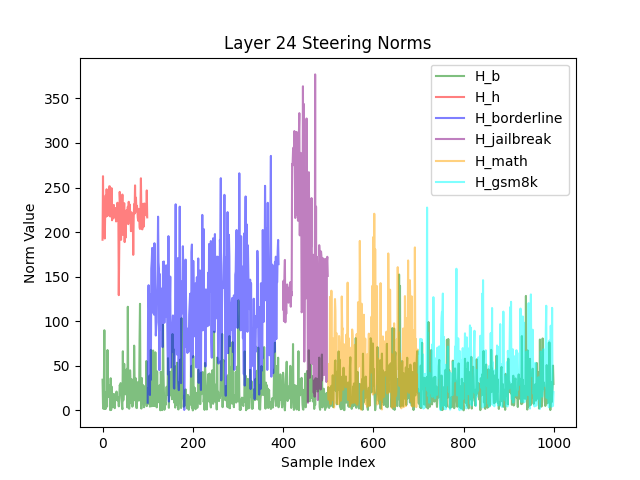 Layer 24 Steering Norms
H_b
H_h
H_borderline
H_jailbreak
H_math
H_gsm8k
350
300
250
200
150
100
50
0
Norm Value
0
200
400
600
800
1000
Sample Index